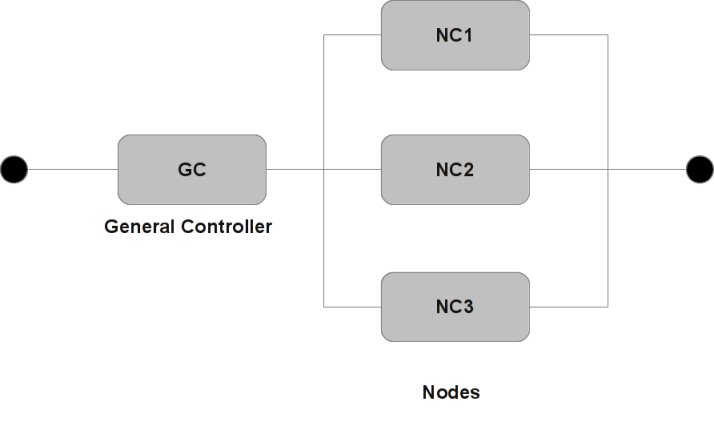 NC1
GC
NC2
General Controller
NC3
Nodes